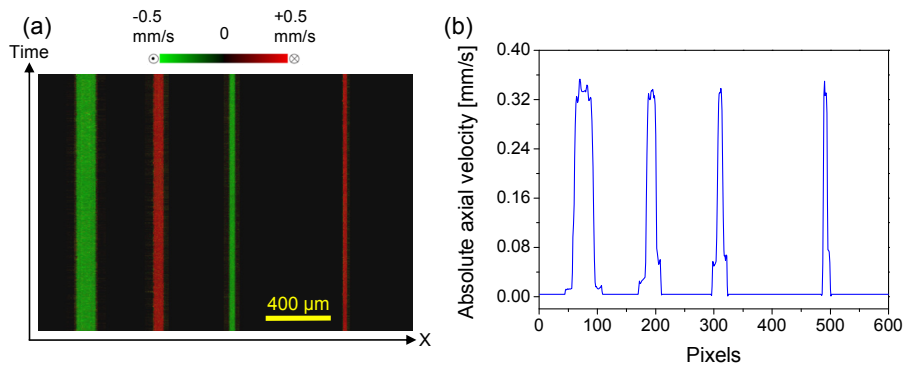 (a)
-0.5 mm/s
0
+0.5 mm/s
Time
400 µm
X
(b)
Absolute axial velocity [mm/s]
0.40
0.32
0.24
0.16
0.08
0.00
0 100 200 300 400 500 600
Pixels